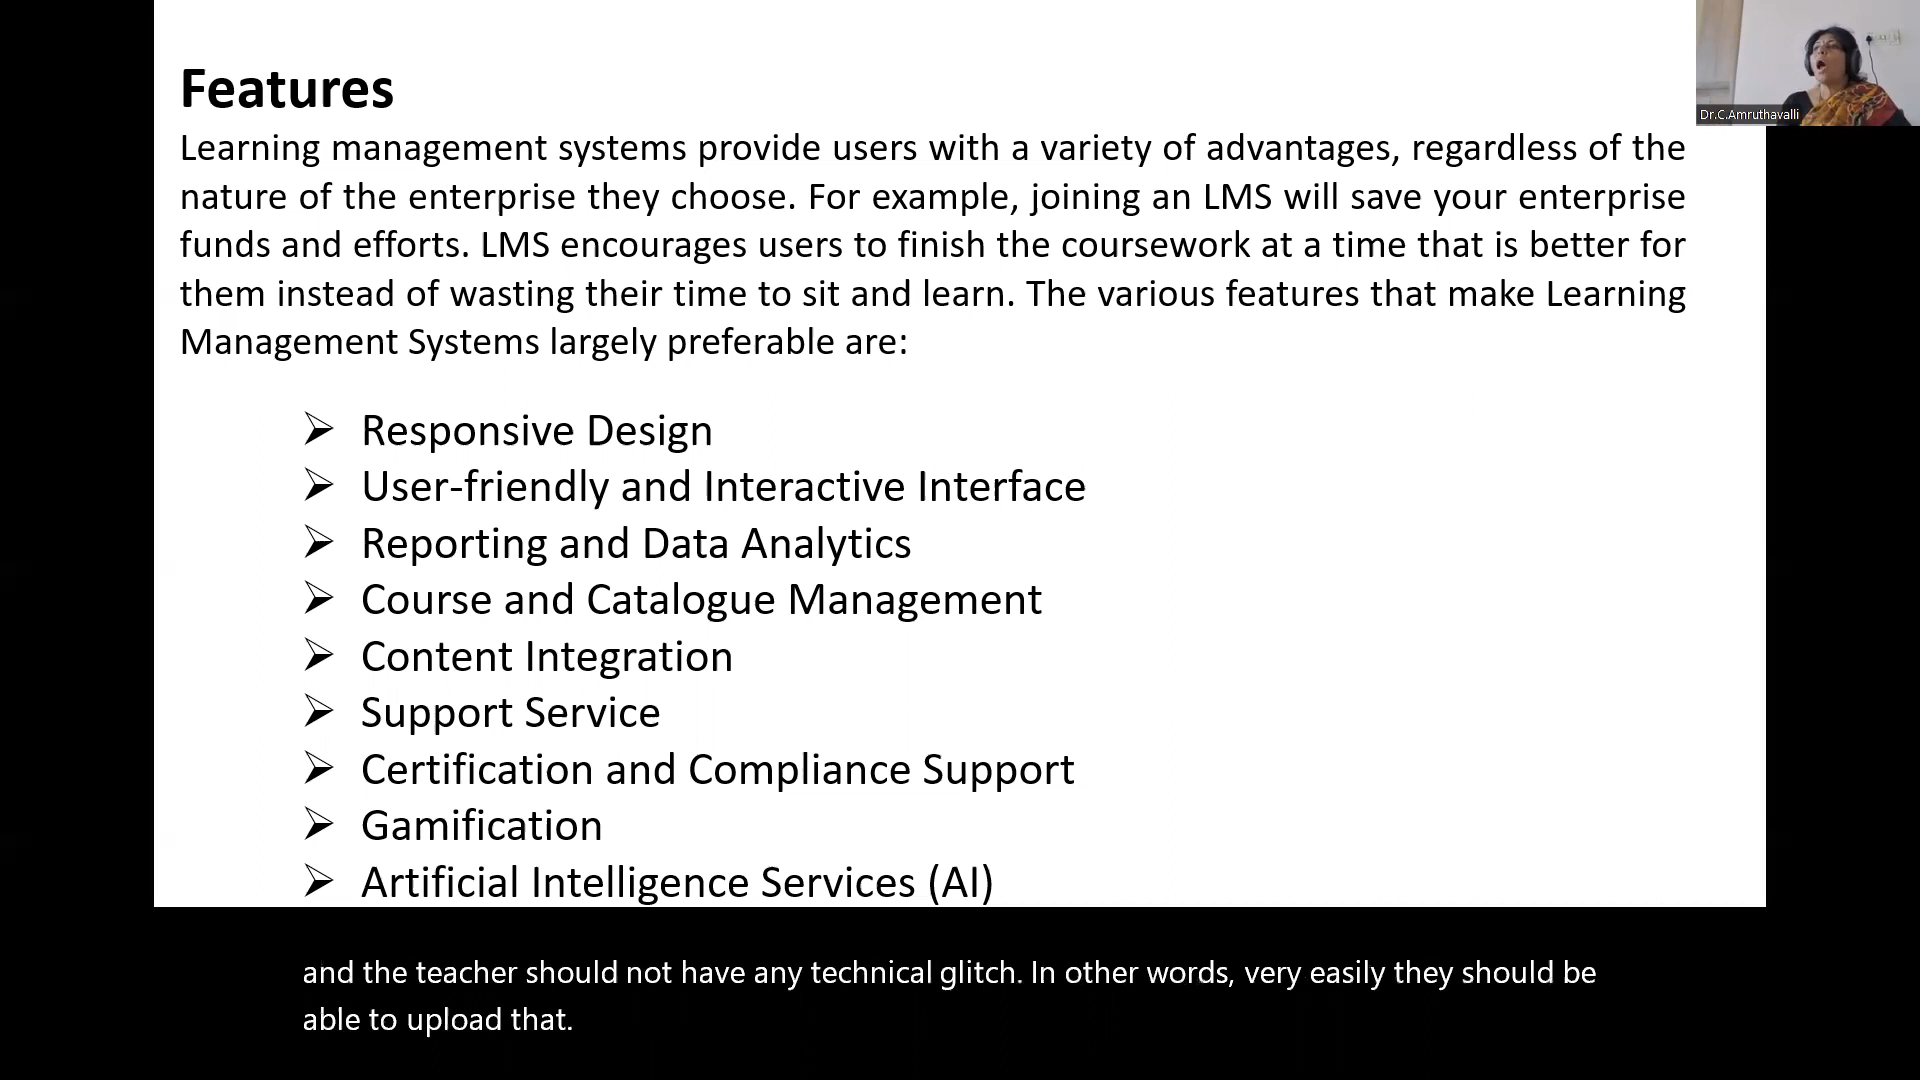 Features
Learning management systems provide users with a variety of advantages, regardless of the
nature of the enterprise they choose. For example, joining an LMS will save your enterprise
funds and efforts. LMS encourages users to finish the coursework at a time that is better for
them instead of wasting their time to sit and learn. The various features that make Learning
Management Systems largely preferable are:
➢ Responsive Design
➢ User-friendly and Interactive Interface
➢ Reporting and Data Analytics
➢ Course and Catalogue Management
➢ Content Integration
➢ Support Service
➢ Certification and Compliance Support
➢ Gamification
➢ Artificial Intelligence Services (AI)
Dr.C.Amruthavalli
and the teacher should not have any technical glitch. In other words, very easily they should be
able to upload that.